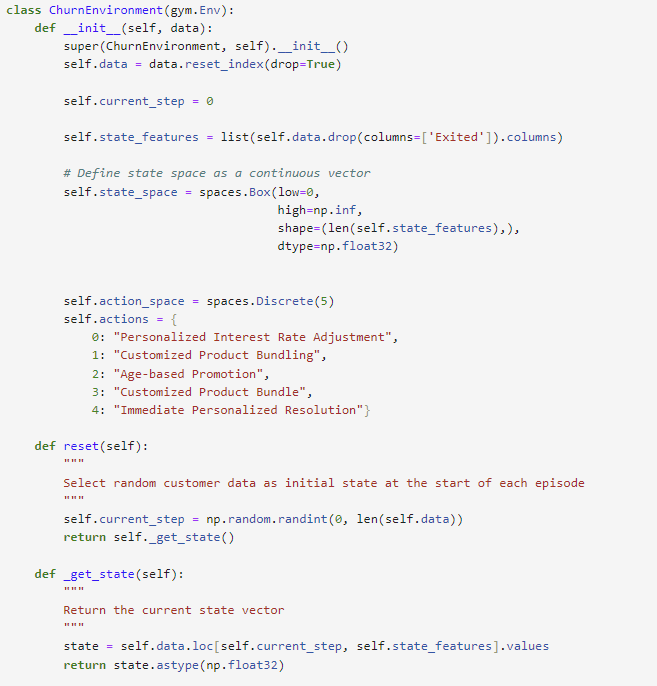 class ChurnEnvironment(gym.Env):
    def __init__(self, data):
        super(ChurnEnvironment, self).__init__()
        self.data = data.reset_index(drop=True)

        self.current_step = 0

        self.state_features = list(self.data.drop(columns=['Exited']).columns)

        # Define state space as a continuous vector
        self.state_space = spaces.Box(low=0,
                                      high=np.inf,
                                      shape=(len(self.state_features),),
                                      dtype=np.float32)


        self.action_space = spaces.Discrete(5)
        self.actions = {
            0: "Personalized Interest Rate Adjustment",
            1: "Customized Product Bundling",
            2: "Age-based Promotion",
            3: "Customized Product Bundle",
            4: "Immediate Personalized Resolution"}

    def reset(self):
        """
        Select random customer data as initial state at the start of each episode
        """
        self.current_step = np.random.randint(0, len(self.data))
        return self._get_state()

    def _get_state(self):
        """
        Return the current state vector
        """
        state = self.data.loc[self.current_step, self.state_features].values
        return state.astype(np.float32)